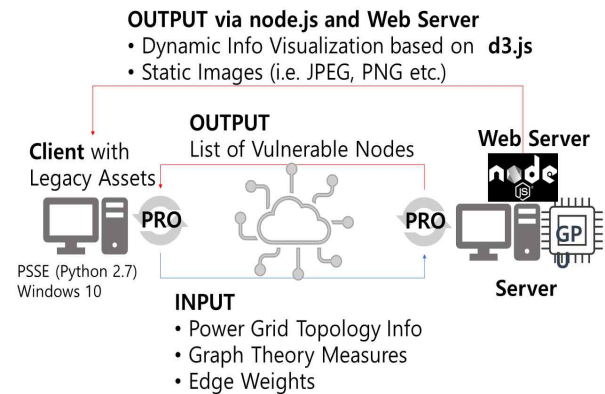 OUTPUT via node.js and Web Server
• Dynamic Info Visualization based on d3.js
• Static Images (i.e. JPEG, PNG etc.)
OUTPUT
List of Vulnerable Nodes
Client with
Legacy Assets
Web Server
node
JS
PRO
PRO
GP
U
PSSE (Python 2.7)
Windows 10
Server
INPUT
• Power Grid Topology Info
• Graph Theory Measures
• Edge Weights